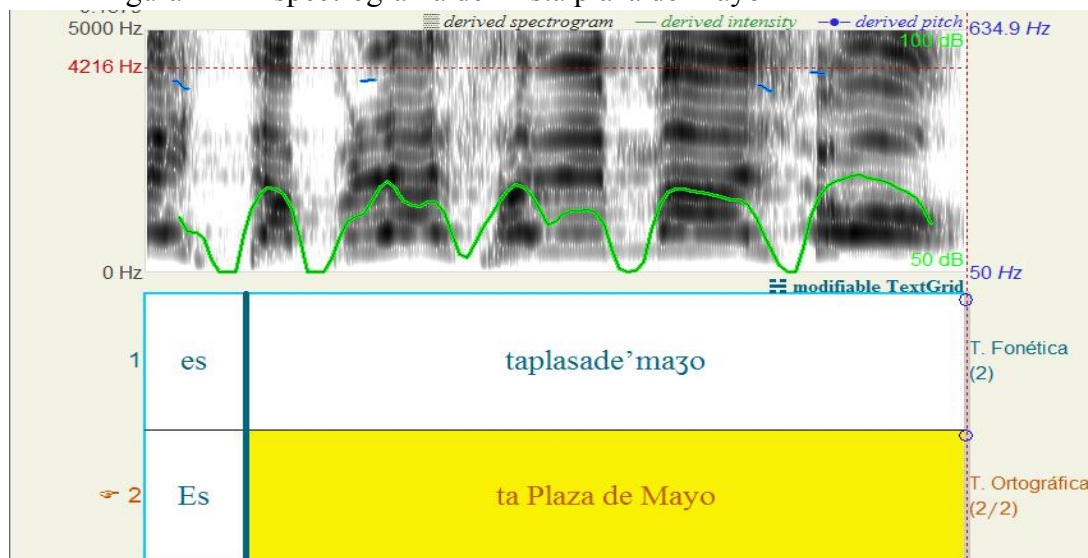 derived spectrogram derived intensity derived pitch
5000 Hz 100 dB 634.9 Hz
4216 Hz
0 Hz 50 dB 50 Hz
modifiable TextGrid
1 es taplasade’maʒo T. Fonética
(2)
☞ 2 Es ta Plaza de Mayo T. Ortográfica
(2/2)